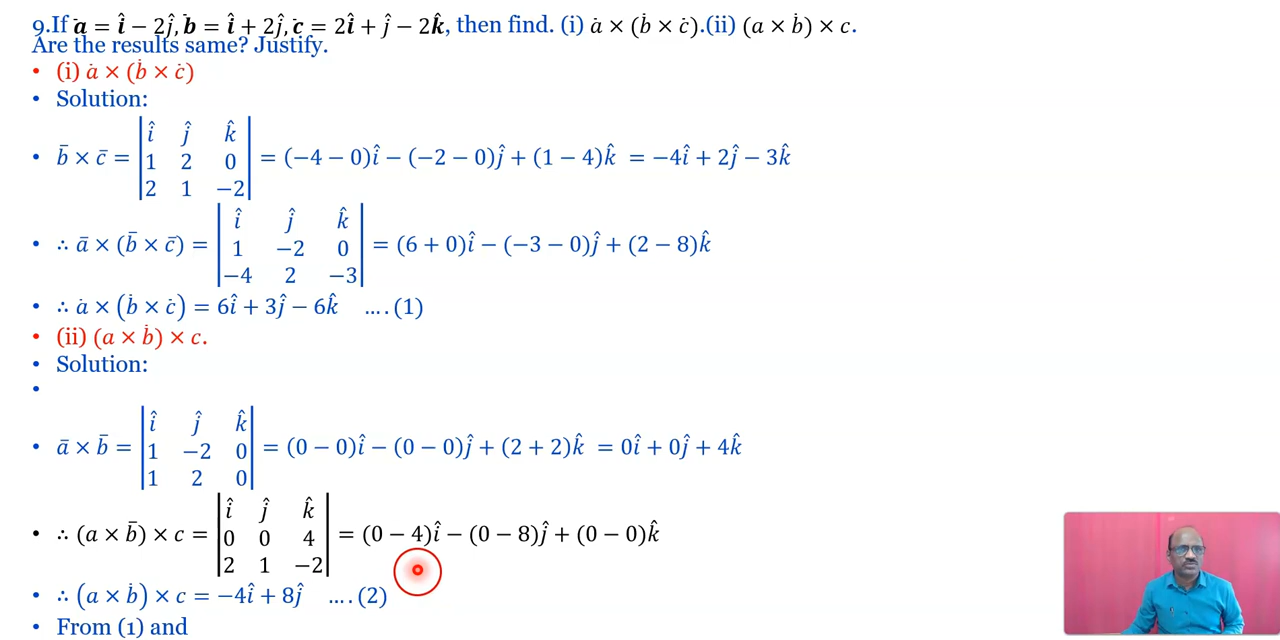 9.If a̅ = î − 2ĵ, b̅ = î + 2ĵ, c̅ = 2î + ĵ − 2k̂, then find. (i) a̅ × (b̅ × c̅).(ii) (a × b̅) × c.
Are the results same? Justify.
• (i) a̅ × (b̅ × c̅)
• Solution:
• b̅ × c̅ = |î ĵ k̂; 1 2 0; 2 1 −2| = (−4 − 0)î − (−2 − 0)ĵ + (1 − 4)k̂ = −4î + 2ĵ − 3k̂
• ∴ a̅ × (b̅ × c̅) = |î ĵ k̂; 1 −2 0; −4 2 −3| = (6 + 0)î − (−3 − 0)ĵ + (2 − 8)k̂
• ∴ a̅ × (b̅ × c̅) = 6î + 3ĵ − 6k̂ ....(1)
• (ii) (a × b̅) × c.
• Solution:
•
• a̅ × b̅ = |î ĵ k̂; 1 −2 0; 1 2 0| = (0 − 0)î − (0 − 0)ĵ + (2 + 2)k̂ = 0î + 0ĵ + 4k̂
• ∴ (a × b̅) × c = |î ĵ k̂; 0 0 4; 2 1 −2| = (0 − 4)î − (0 − 8)ĵ + (0 − 0)k̂
• ∴ (a × b̅) × c = −4î + 8ĵ ....(2)
• From (1) and